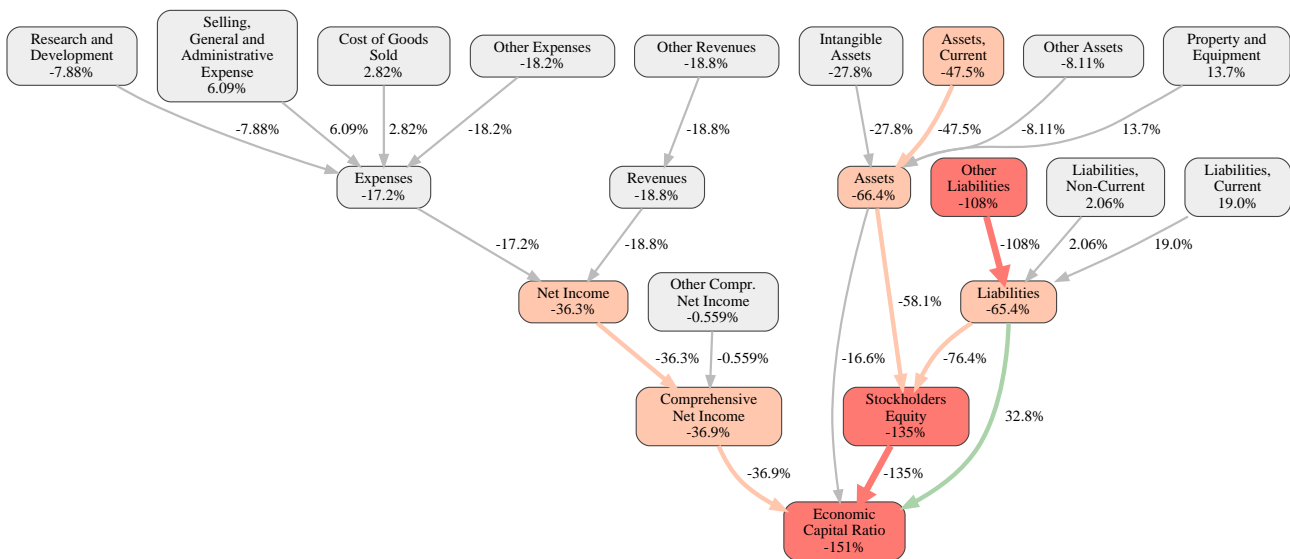 Research and
Development
-7.88%
Selling,
General and
Administrative
Expense
6.09%
Cost of Goods
Sold
2.82%
Other Expenses
-18.2%
Other Revenues
-18.8%
Intangible
Assets
-27.8%
Assets,
Current
-47.5%
Other Assets
-8.11%
Property and
Equipment
13.7%
-7.88%
6.09%
2.82%
-18.2%
-18.8%
-27.8%
-47.5%
-8.11%
13.7%
Expenses
-17.2%
Revenues
-18.8%
Assets
-66.4%
Other
Liabilities
-108%
Liabilities,
Non-Current
2.06%
Liabilities,
Current
19.0%
-17.2%
-18.8%
-108%
2.06%
19.0%
Net Income
-36.3%
Other Compr.
Net Income
-0.559%
-58.1%
Liabilities
-65.4%
-36.3%
-0.559%
-16.6%
-76.4%
Comprehensive
Net Income
-36.9%
Stockholders
Equity
-135%
32.8%
-36.9%
-135%
Economic
Capital Ratio
-151%